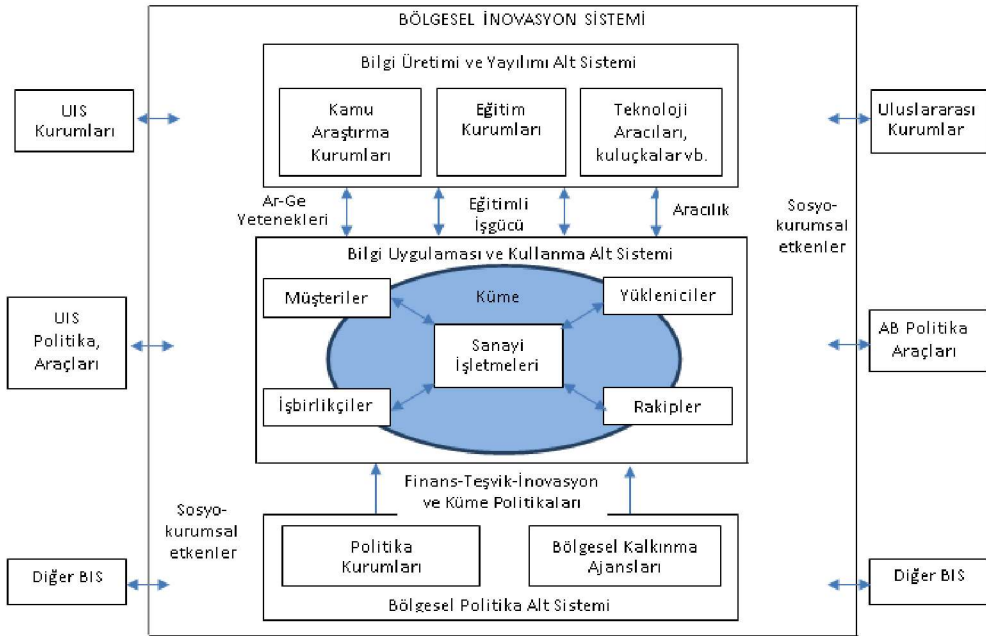 BÖLGESEL İNOVASYON SİSTEMİ
Bilgi Üretimi ve Yayılımı Alt Sistemi
Kamu
Araştırma
Kurumları
Eğitim
Kurumları
Teknoloji
Aracıları,
kuluçkalar vb.
UIS
Kurumları
Uluslararası
Kurumlar
Ar-Ge
Yetenekleri
Eğitimli
İşgücü
Aracılık
Sosyo-
kurumsal
etkenler
Bilgi Uygulaması ve Kullanma Alt Sistemi
Müşteriler
Küme
Yükleniciler
Sanayi
İşletmeleri
İşbirlikçiler
Rakipler
UIS
Politika,
Araçları
AB Politika
Araçları
Finans-Teşvik-İnovasyon
ve Küme Politikaları
Sosyo-
kurumsal
etkenler
Politika
Kurumları
Bölgesel Kalkınma
Ajansları
Bölgesel Politika Alt Sistemi
Diğer BIS
Diğer BIS